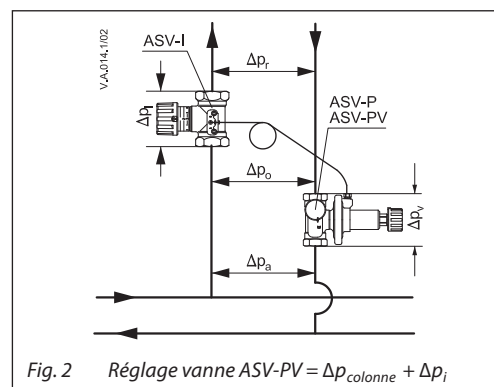 V.A.014.1/02
ASV-I
Δpᵣ
ASV-P
ASV-PV
Δpᵢ
Δpₒ
Δpᵥ
Δpₐ
Fig. 2 Réglage vanne ASV-PV = Δp_colonne + Δpᵢ